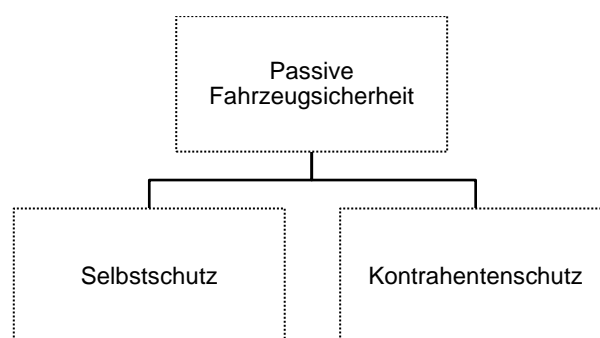 Passive
Fahrzeugsicherheit
Selbstschutz
Kontrahentenschutz